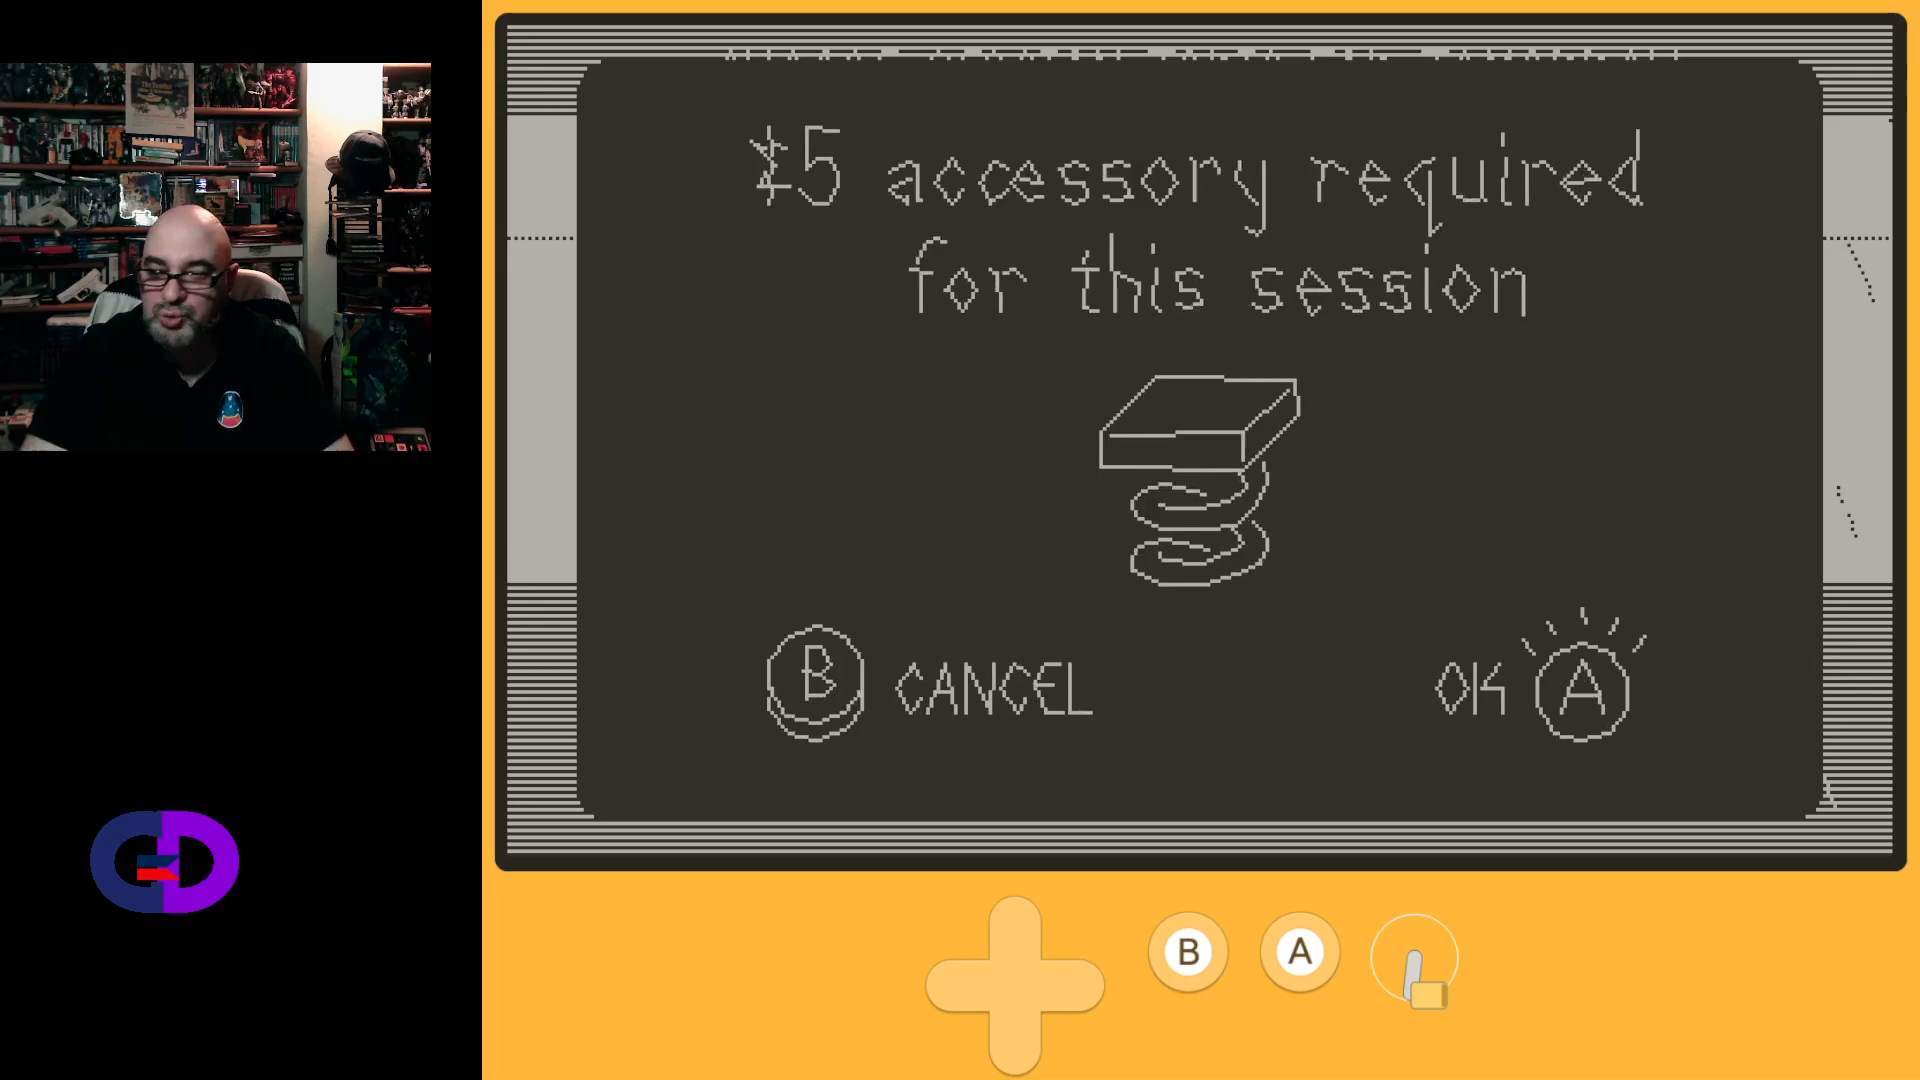 ⁑5 accessory required
for this session
B CANCEL
OK A
B A